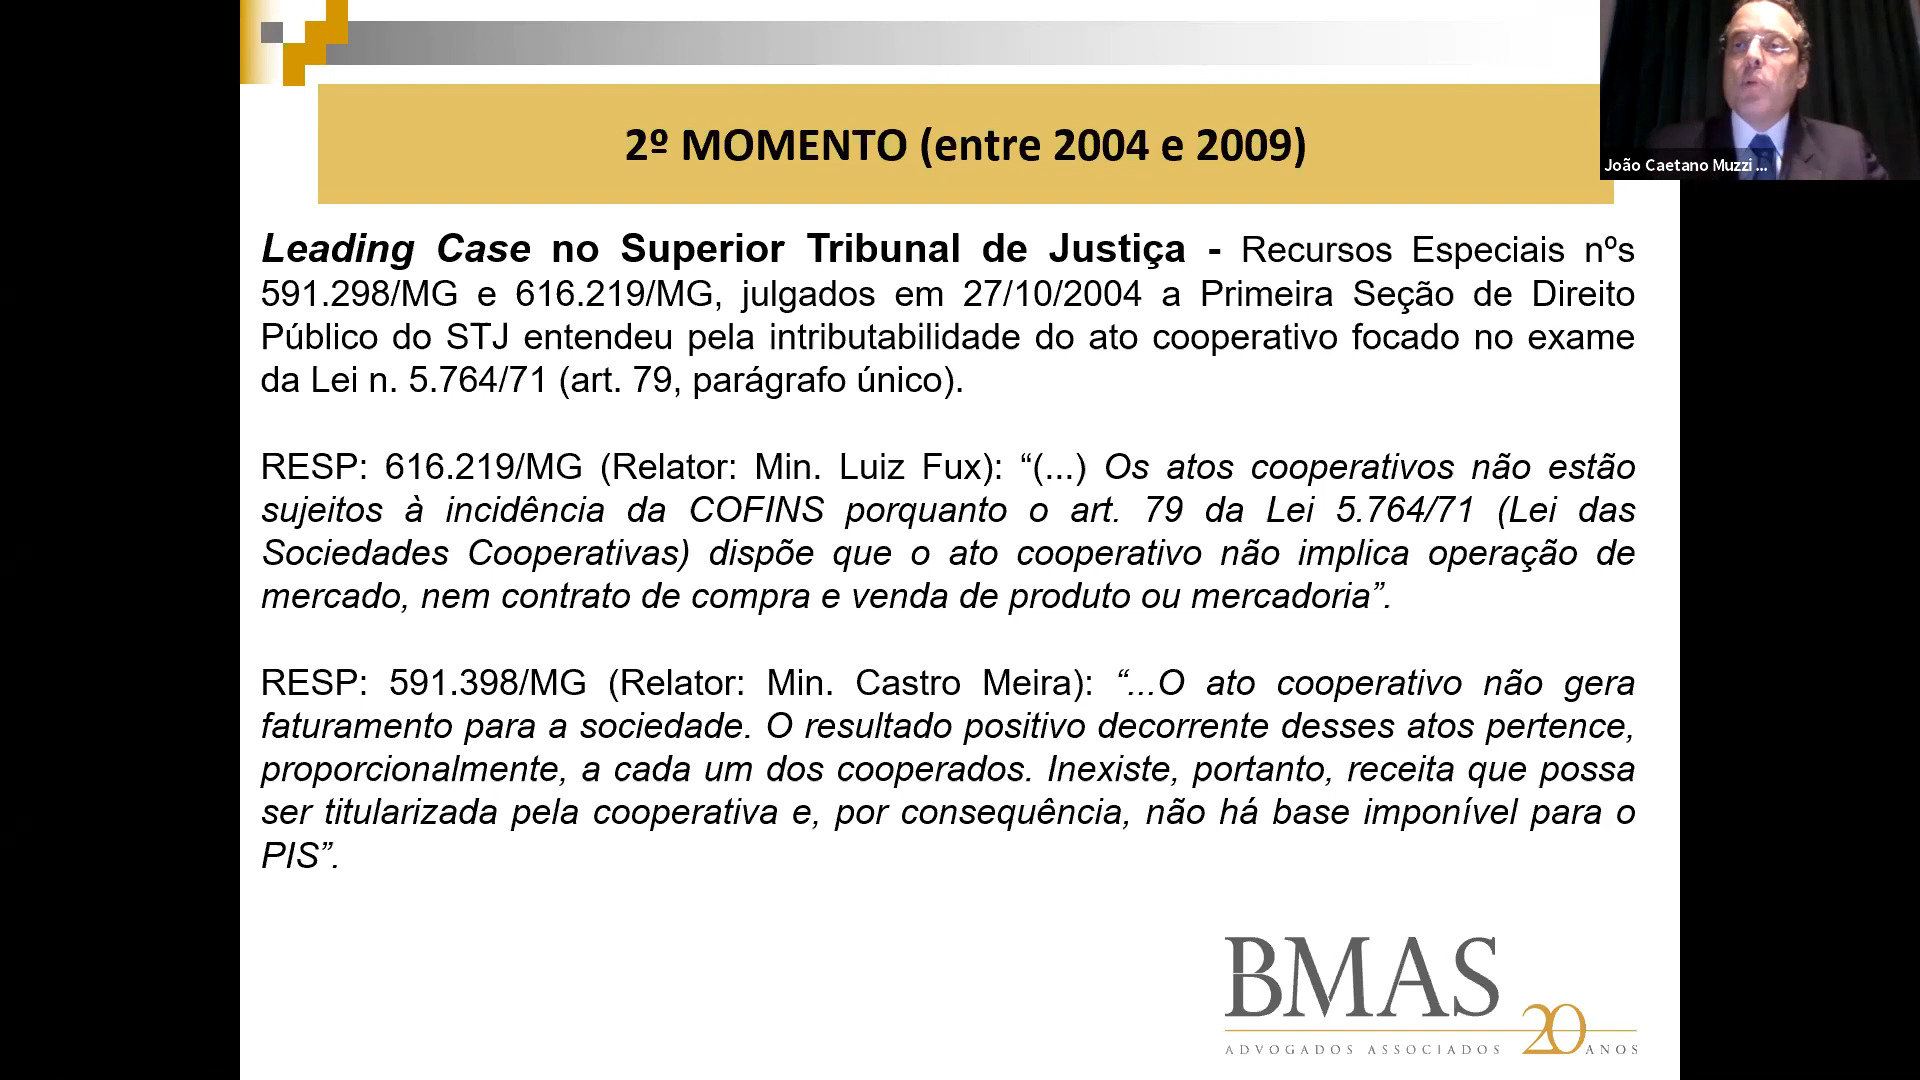 2º MOMENTO (entre 2004 e 2009)
João Caetano Muzzi ...
Leading Case no Superior Tribunal de Justiça - Recursos Especiais nºs
591.298/MG e 616.219/MG, julgados em 27/10/2004 a Primeira Seção de Direito
Público do STJ entendeu pela intributabilidade do ato cooperativo focado no exame
da Lei n. 5.764/71 (art. 79, parágrafo único).
RESP: 616.219/MG (Relator: Min. Luiz Fux): “(...) Os atos cooperativos não estão
sujeitos à incidência da COFINS porquanto o art. 79 da Lei 5.764/71 (Lei das
Sociedades Cooperativas) dispõe que o ato cooperativo não implica operação de
mercado, nem contrato de compra e venda de produto ou mercadoria”.
RESP: 591.398/MG (Relator: Min. Castro Meira): “...O ato cooperativo não gera
faturamento para a sociedade. O resultado positivo decorrente desses atos pertence,
proporcionalmente, a cada um dos cooperados. Inexiste, portanto, receita que possa
ser titularizada pela cooperativa e, por consequência, não há base imponível para o
PIS”.
BMAS
ADVOGADOS ASSOCIADOS 20 ANOS